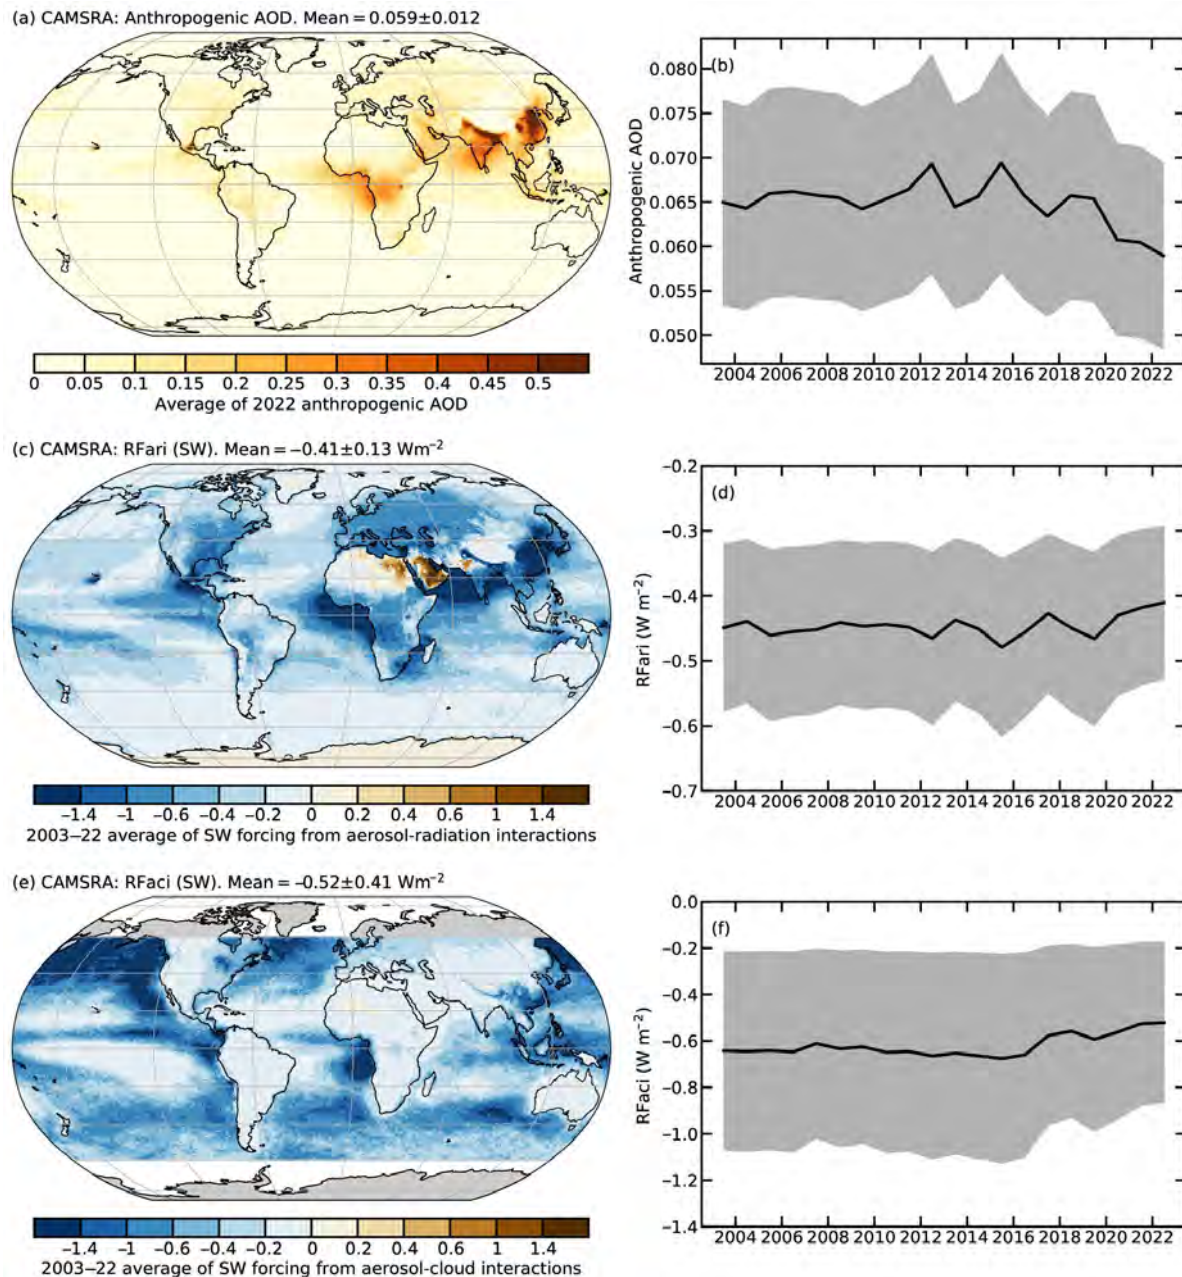 (a) CAMSRA: Anthropogenic AOD. Mean = 0.059±0.012
0 0.05 0.1 0.15 0.2 0.25 0.3 0.35 0.4 0.45 0.5
Average of 2022 anthropogenic AOD
(b)
Anthropogenic AOD
0.080
0.075
0.070
0.065
0.060
0.055
0.050
2004 2006 2008 2010 2012 2014 2016 2018 2020 2022
(c) CAMSRA: RFari (SW). Mean = −0.41±0.13 Wm⁻²
−1.4 −1 −0.6 −0.4 −0.2 0 0.2 0.4 0.6 1 1.4
2003–22 average of SW forcing from aerosol-radiation interactions
(d)
RFari (W m⁻²)
−0.2
−0.3
−0.4
−0.5
−0.6
−0.7
2004 2006 2008 2010 2012 2014 2016 2018 2020 2022
(e) CAMSRA: RFaci (SW). Mean = −0.52±0.41 Wm⁻²
−1.4 −1 −0.6 −0.4 −0.2 0 0.2 0.4 0.6 1 1.4
2003–22 average of SW forcing from aerosol-cloud interactions
(f)
RFaci (W m⁻²)
0.0
−0.2
−0.4
−0.6
−0.8
−1.0
−1.2
−1.4
2004 2006 2008 2010 2012 2014 2016 2018 2020 2022